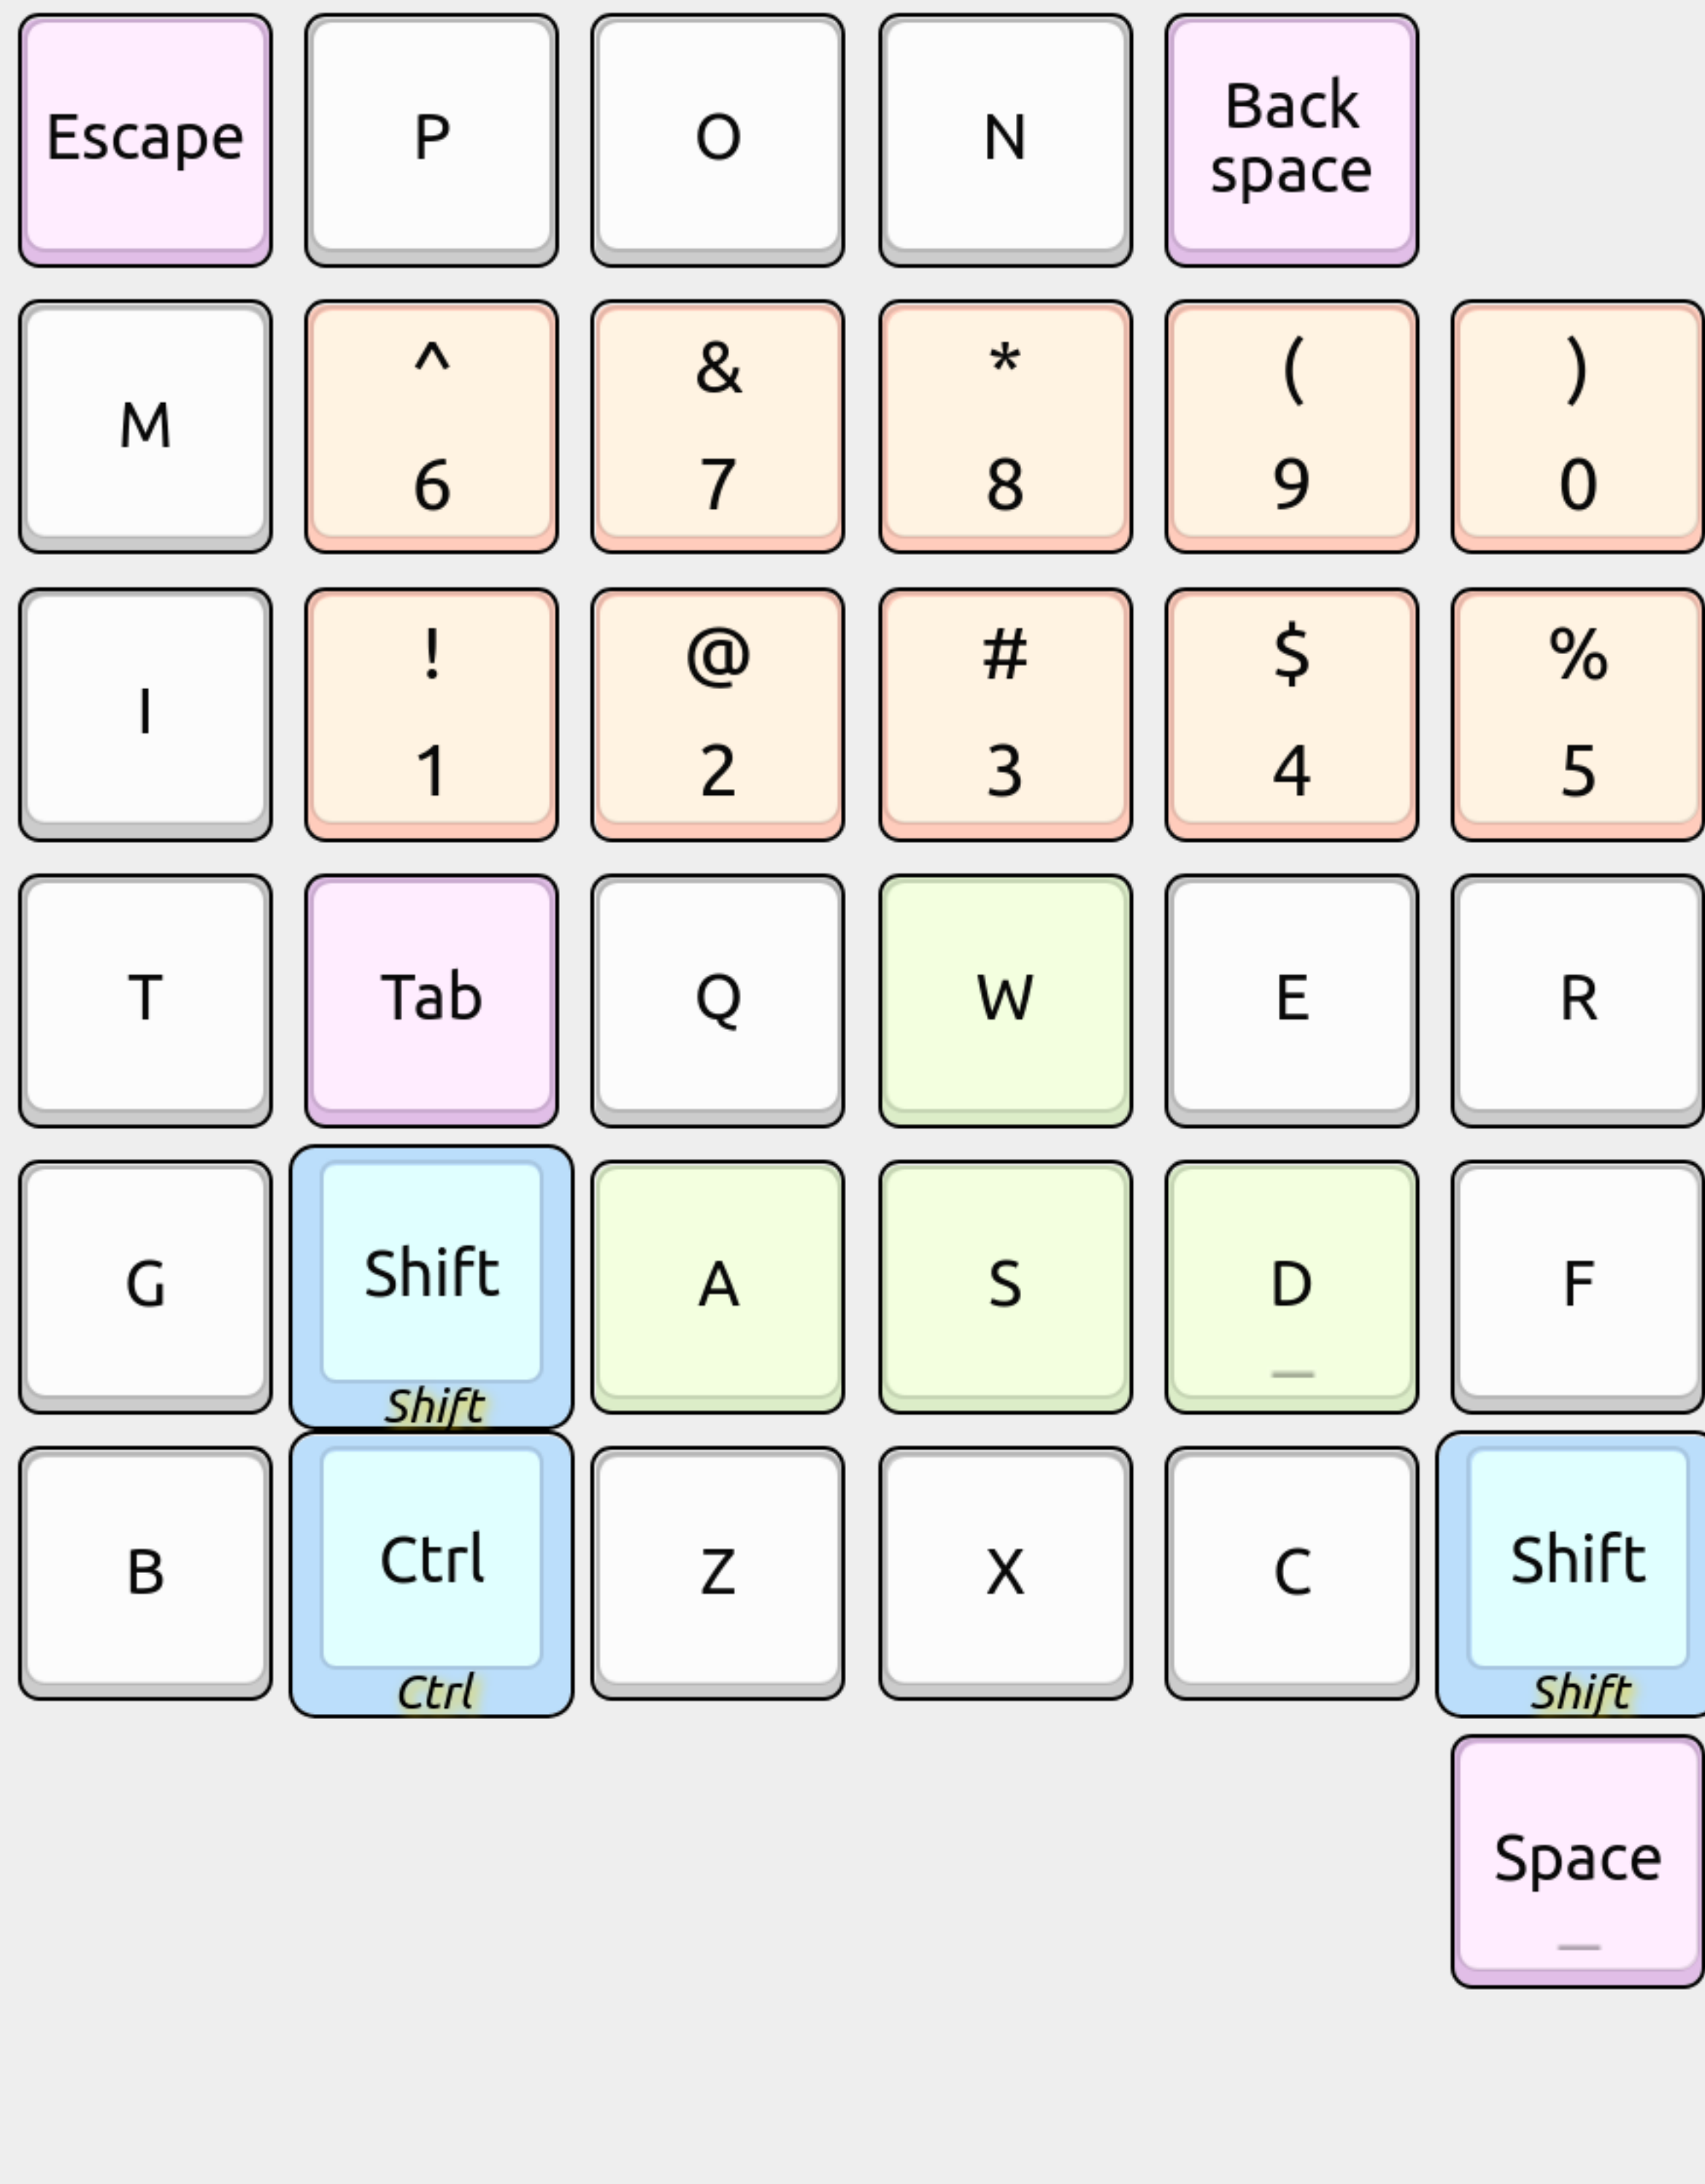 Escape P O N Back
space
M ^ & * ( )
6 7 8 9 0
I ! @ # $ %
1 2 3 4 5
T Tab Q W E R
G Shift A S D F
_
Shift
B Ctrl Z X C Shift
Ctrl Shift
Space
_